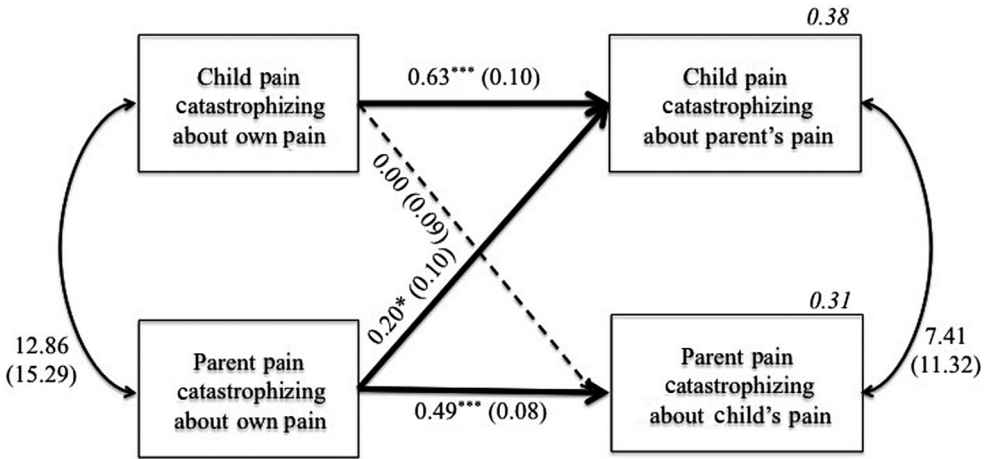 0.38
Child pain
catastrophizing
about own pain
0.63*** (0.10)
Child pain
catastrophizing
about parent's pain
0.00 (0.09)
0.20* (0.10)
0.31
12.86
(15.29)
Parent pain
catastrophizing
about own pain
0.49*** (0.08)
Parent pain
catastrophizing
about child's pain
7.41
(11.32)